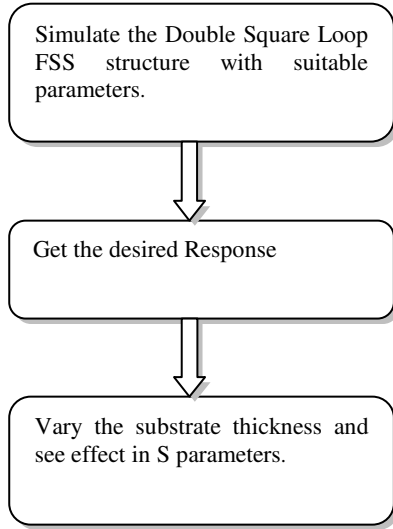 Simulate the Double Square Loop
FSS structure with suitable
parameters.
Get the desired Response
Vary the substrate thickness and
see effect in S parameters.